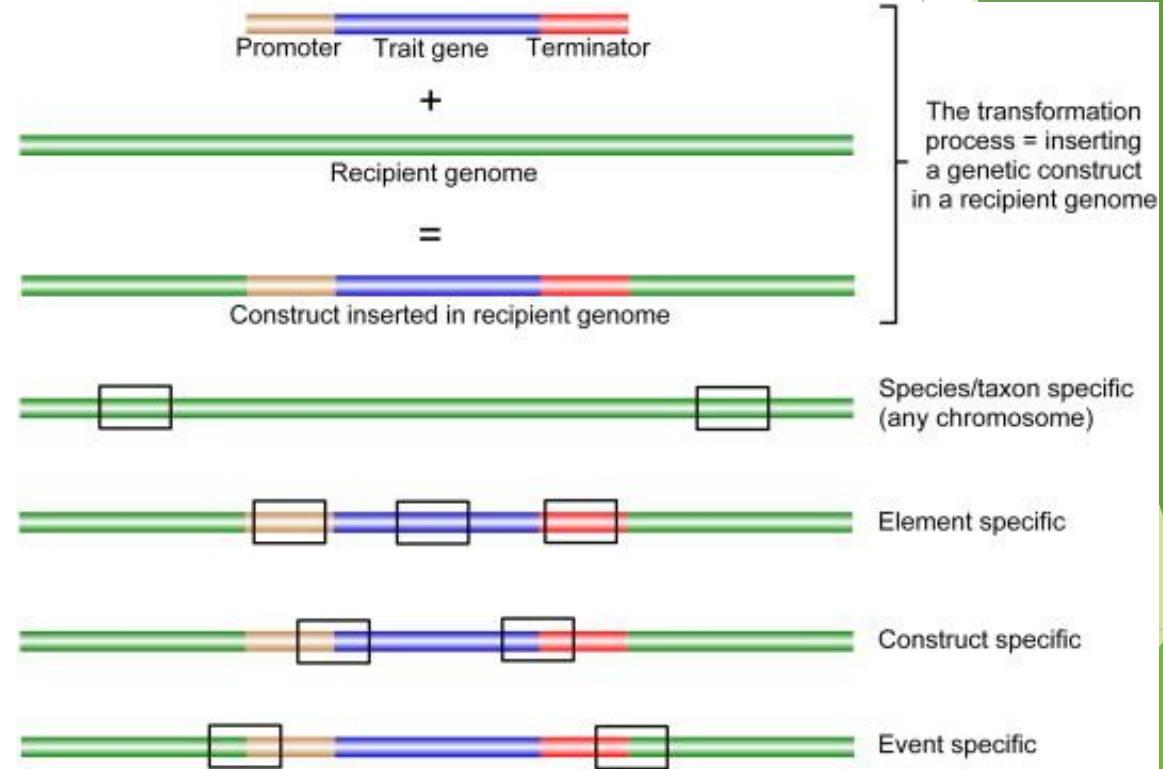 Promoter Trait gene Terminator
+
Recipient genome
=
Construct inserted in recipient genome
The transformation
process = inserting
a genetic construct
in a recipient genome
Species/taxon specific
(any chromosome)
Element specific
Construct specific
Event specific